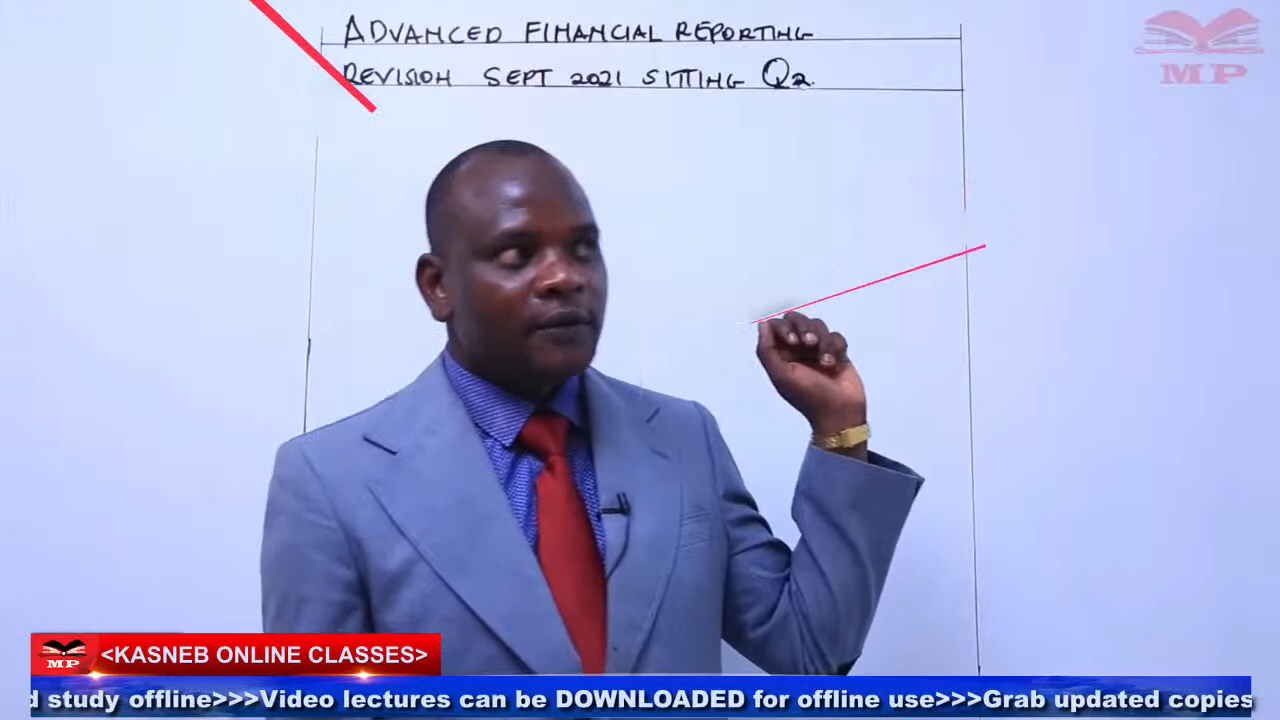 ADVANCED FINANCIAL REPORTING
REVISION SEPT 2021 SITTING Q2.
MP
MP
<KASNEB ONLINE CLASSES>
d study offline>>>Video lectures can be DOWNLOADED for offline use>>>Grab updated copies